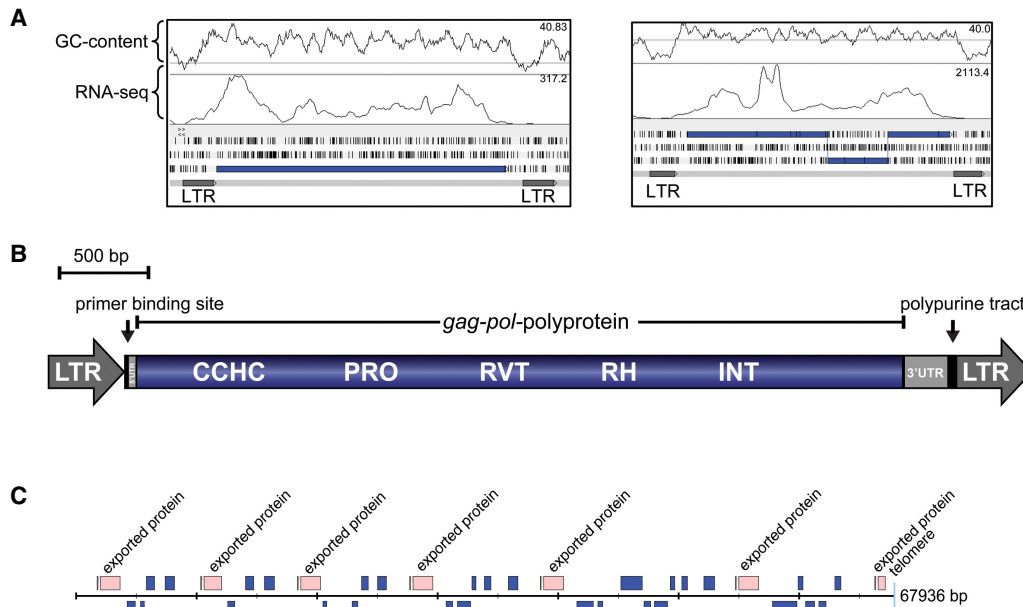 A
GC-content
RNA-seq
40.83
317.2
>>
<<
LTR
LTR
40.0
2113.4
LTR
LTR
B
500 bp
primer binding site
gag-pol-polyprotein
polypurine tract
LTR
5'UTR
CCHC
PRO
RVT
RH
INT
3'UTR
LTR
C
exported protein
exported protein
exported protein
exported protein
exported protein
exported protein
exported protein
telomere
67936 bp